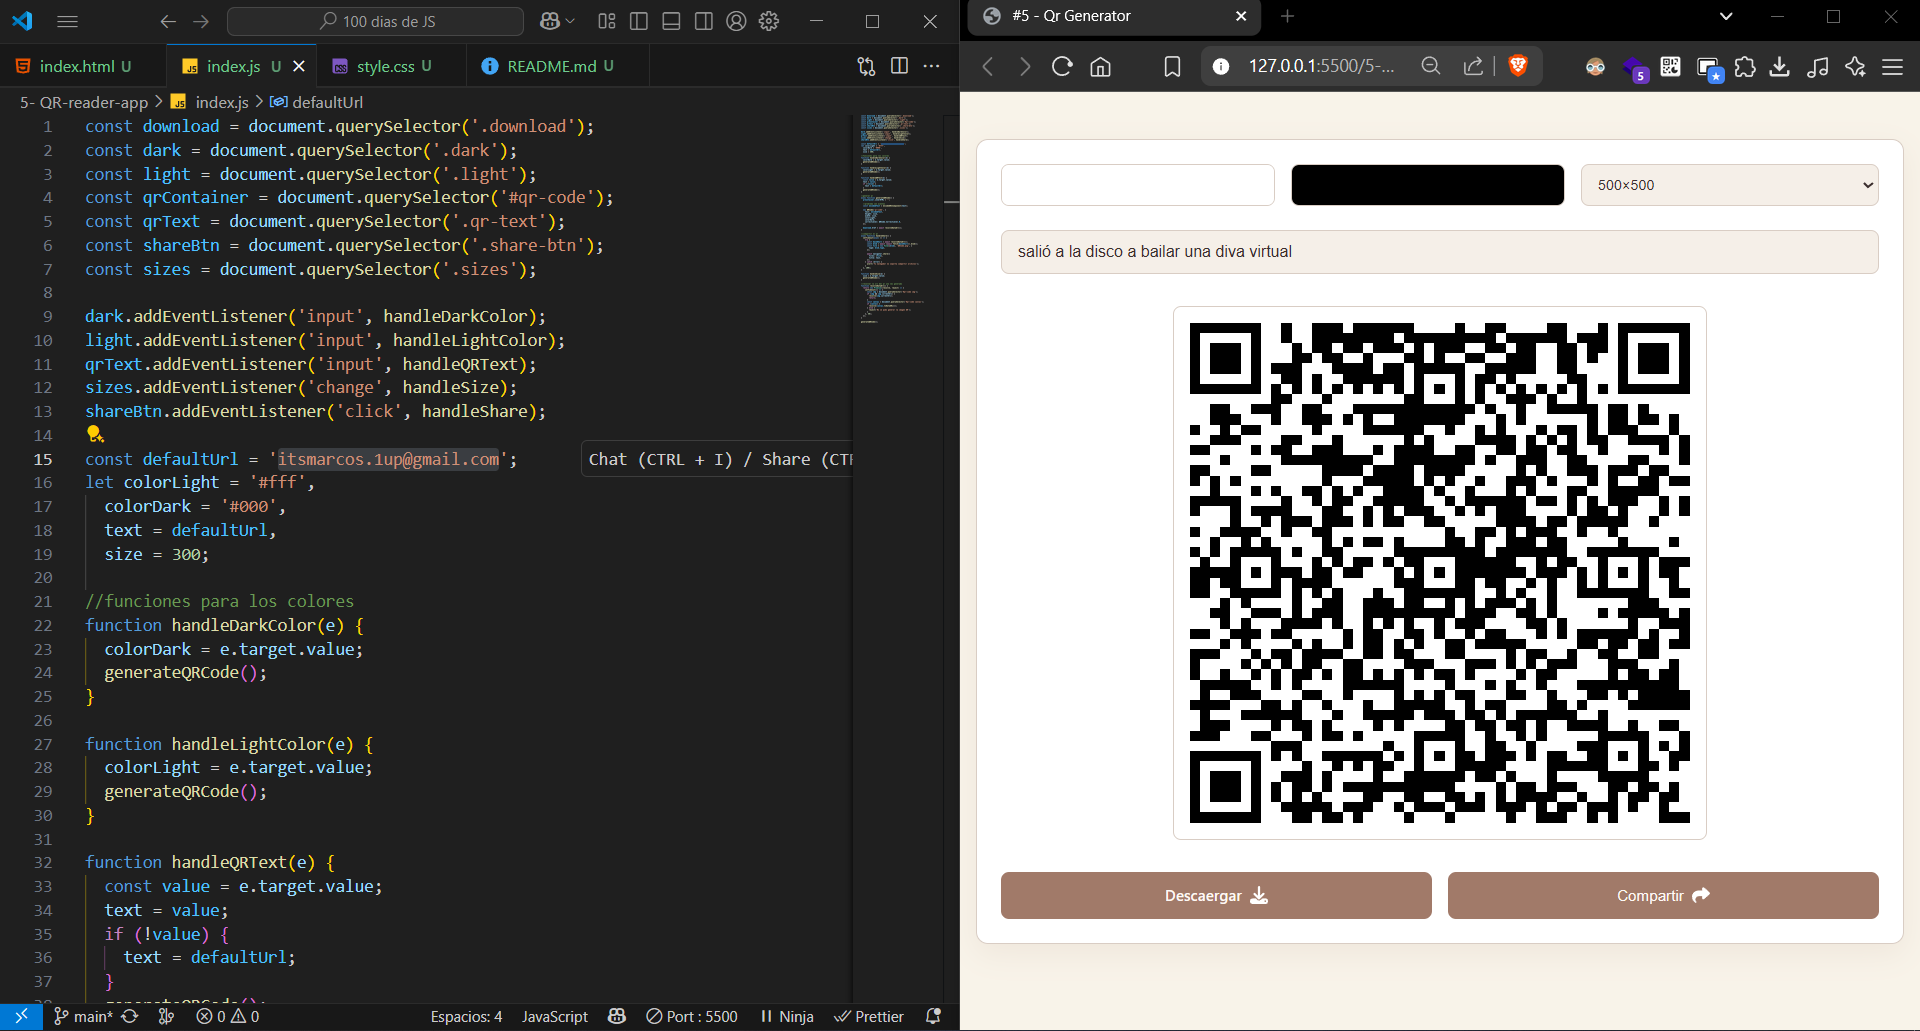 100 dias de JS
index.html U
index.js U
style.css U
README.md U
5- QR-reader-app > index.js > defaultUrl
1 const download = document.querySelector('.download');
2 const dark = document.querySelector('.dark');
3 const light = document.querySelector('.light');
4 const qrContainer = document.querySelector('#qr-code');
5 const qrText = document.querySelector('.qr-text');
6 const shareBtn = document.querySelector('.share-btn');
7 const sizes = document.querySelector('.sizes');
8
9 dark.addEventListener('input', handleDarkColor);
10 light.addEventListener('input', handleLightColor);
11 qrText.addEventListener('input', handleQRText);
12 sizes.addEventListener('change', handleSize);
13 shareBtn.addEventListener('click', handleShare);
14
15 const defaultUrl = 'itsmarcos.1up@gmail.com'; Chat (CTRL + I) / Share (CTR
16 let colorLight = '#fff',
17 colorDark = '#000',
18 text = defaultUrl,
19 size = 300;
20
21 //funciones para los colores
22 function handleDarkColor(e) {
23 colorDark = e.target.value;
24 generateQRCode();
25 }
26
27 function handleLightColor(e) {
28 colorLight = e.target.value;
29 generateQRCode();
30 }
31
32 function handleQRText(e) {
33 const value = e.target.value;
34 text = value;
35 if (!value) {
36 text = defaultUrl;
37 }
main* 0 0 Espacios: 4 JavaScript Port : 5500 Ninja Prettier
#5 - Qr Generator
127.0.0.1:5500/5-...
5
500×500
salió a la disco a bailar una diva virtual
Descaergar
Compartir